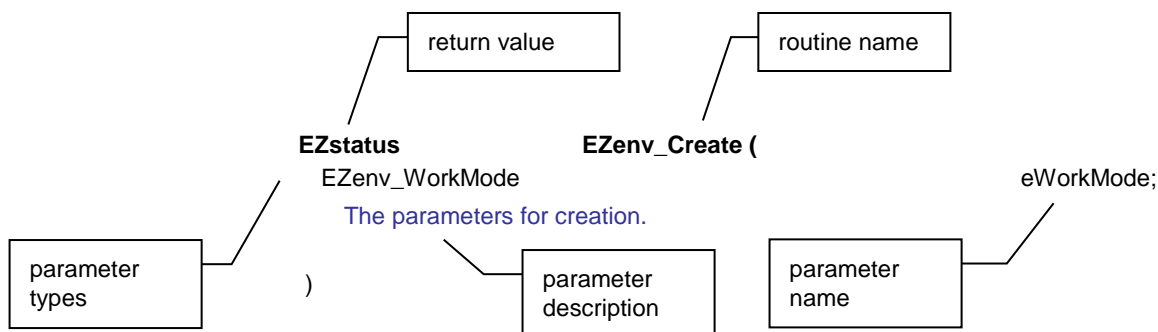 return value
routine name
EZstatus EZenv_Create (
EZenv_WorkMode eWorkMode;
The parameters for creation.
parameter
types
)
parameter
description
parameter
name